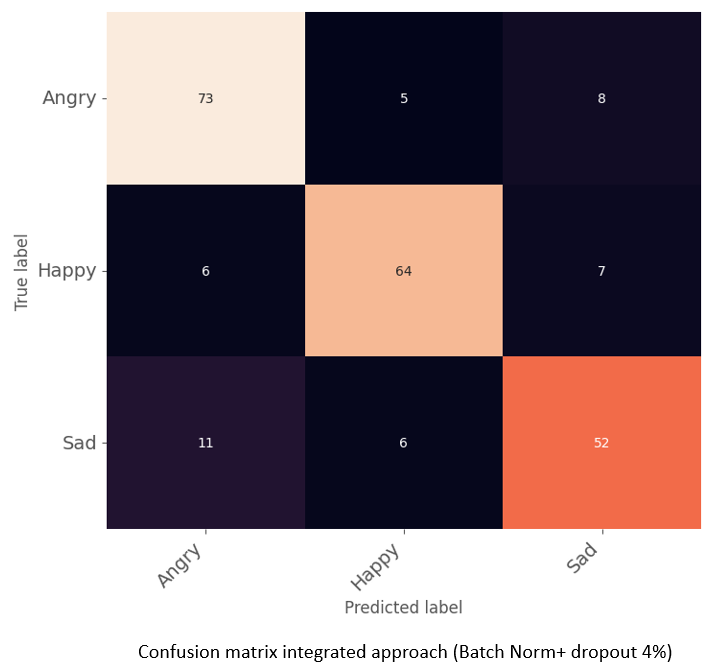 Angry
73 5 8
Happy
6 64 7
Sad
11 6 52
True label
Angry Happy Sad
Predicted label
Confusion matrix integrated approach (Batch Norm+ dropout 4%)